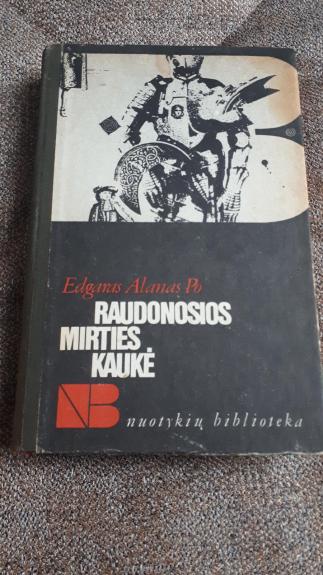 Edgaras Alanas Po
RAUDONOSIOS
MIRTIES
KAUKĖ
NB
nuotykių biblioteka